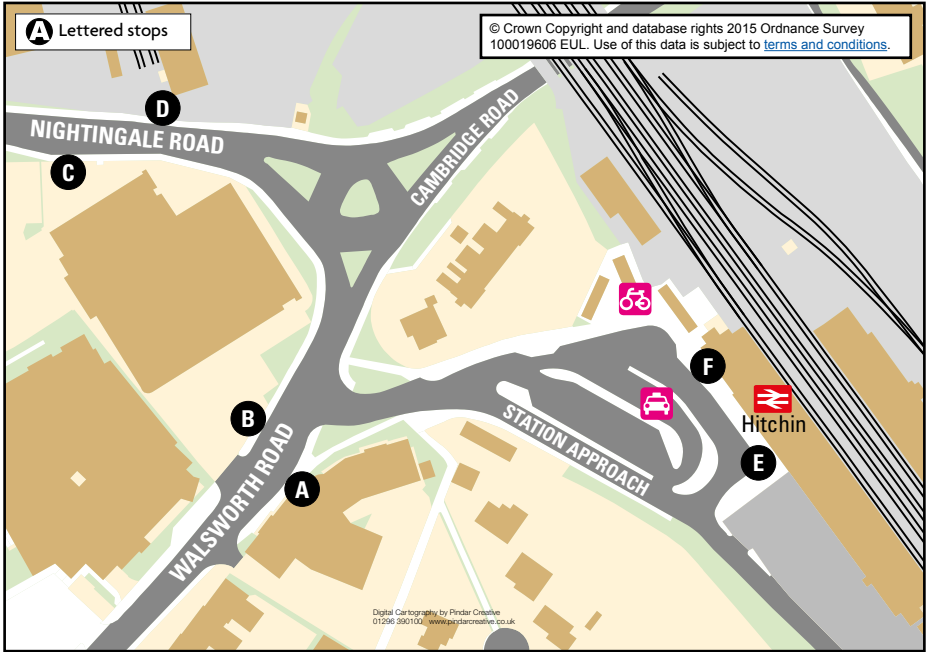 A Lettered stops
© Crown Copyright and database rights 2015 Ordnance Survey
100019606 EUL. Use of this data is subject to terms and conditions.
D
NIGHTINGALE ROAD
CAMBRIDGE ROAD
C
F
Hitchin
B
STATION APPROACH
E
WALSWORTH ROAD
A
Digital Cartography by Pindar Creative
01296 390100 www.pindarcreative.co.uk